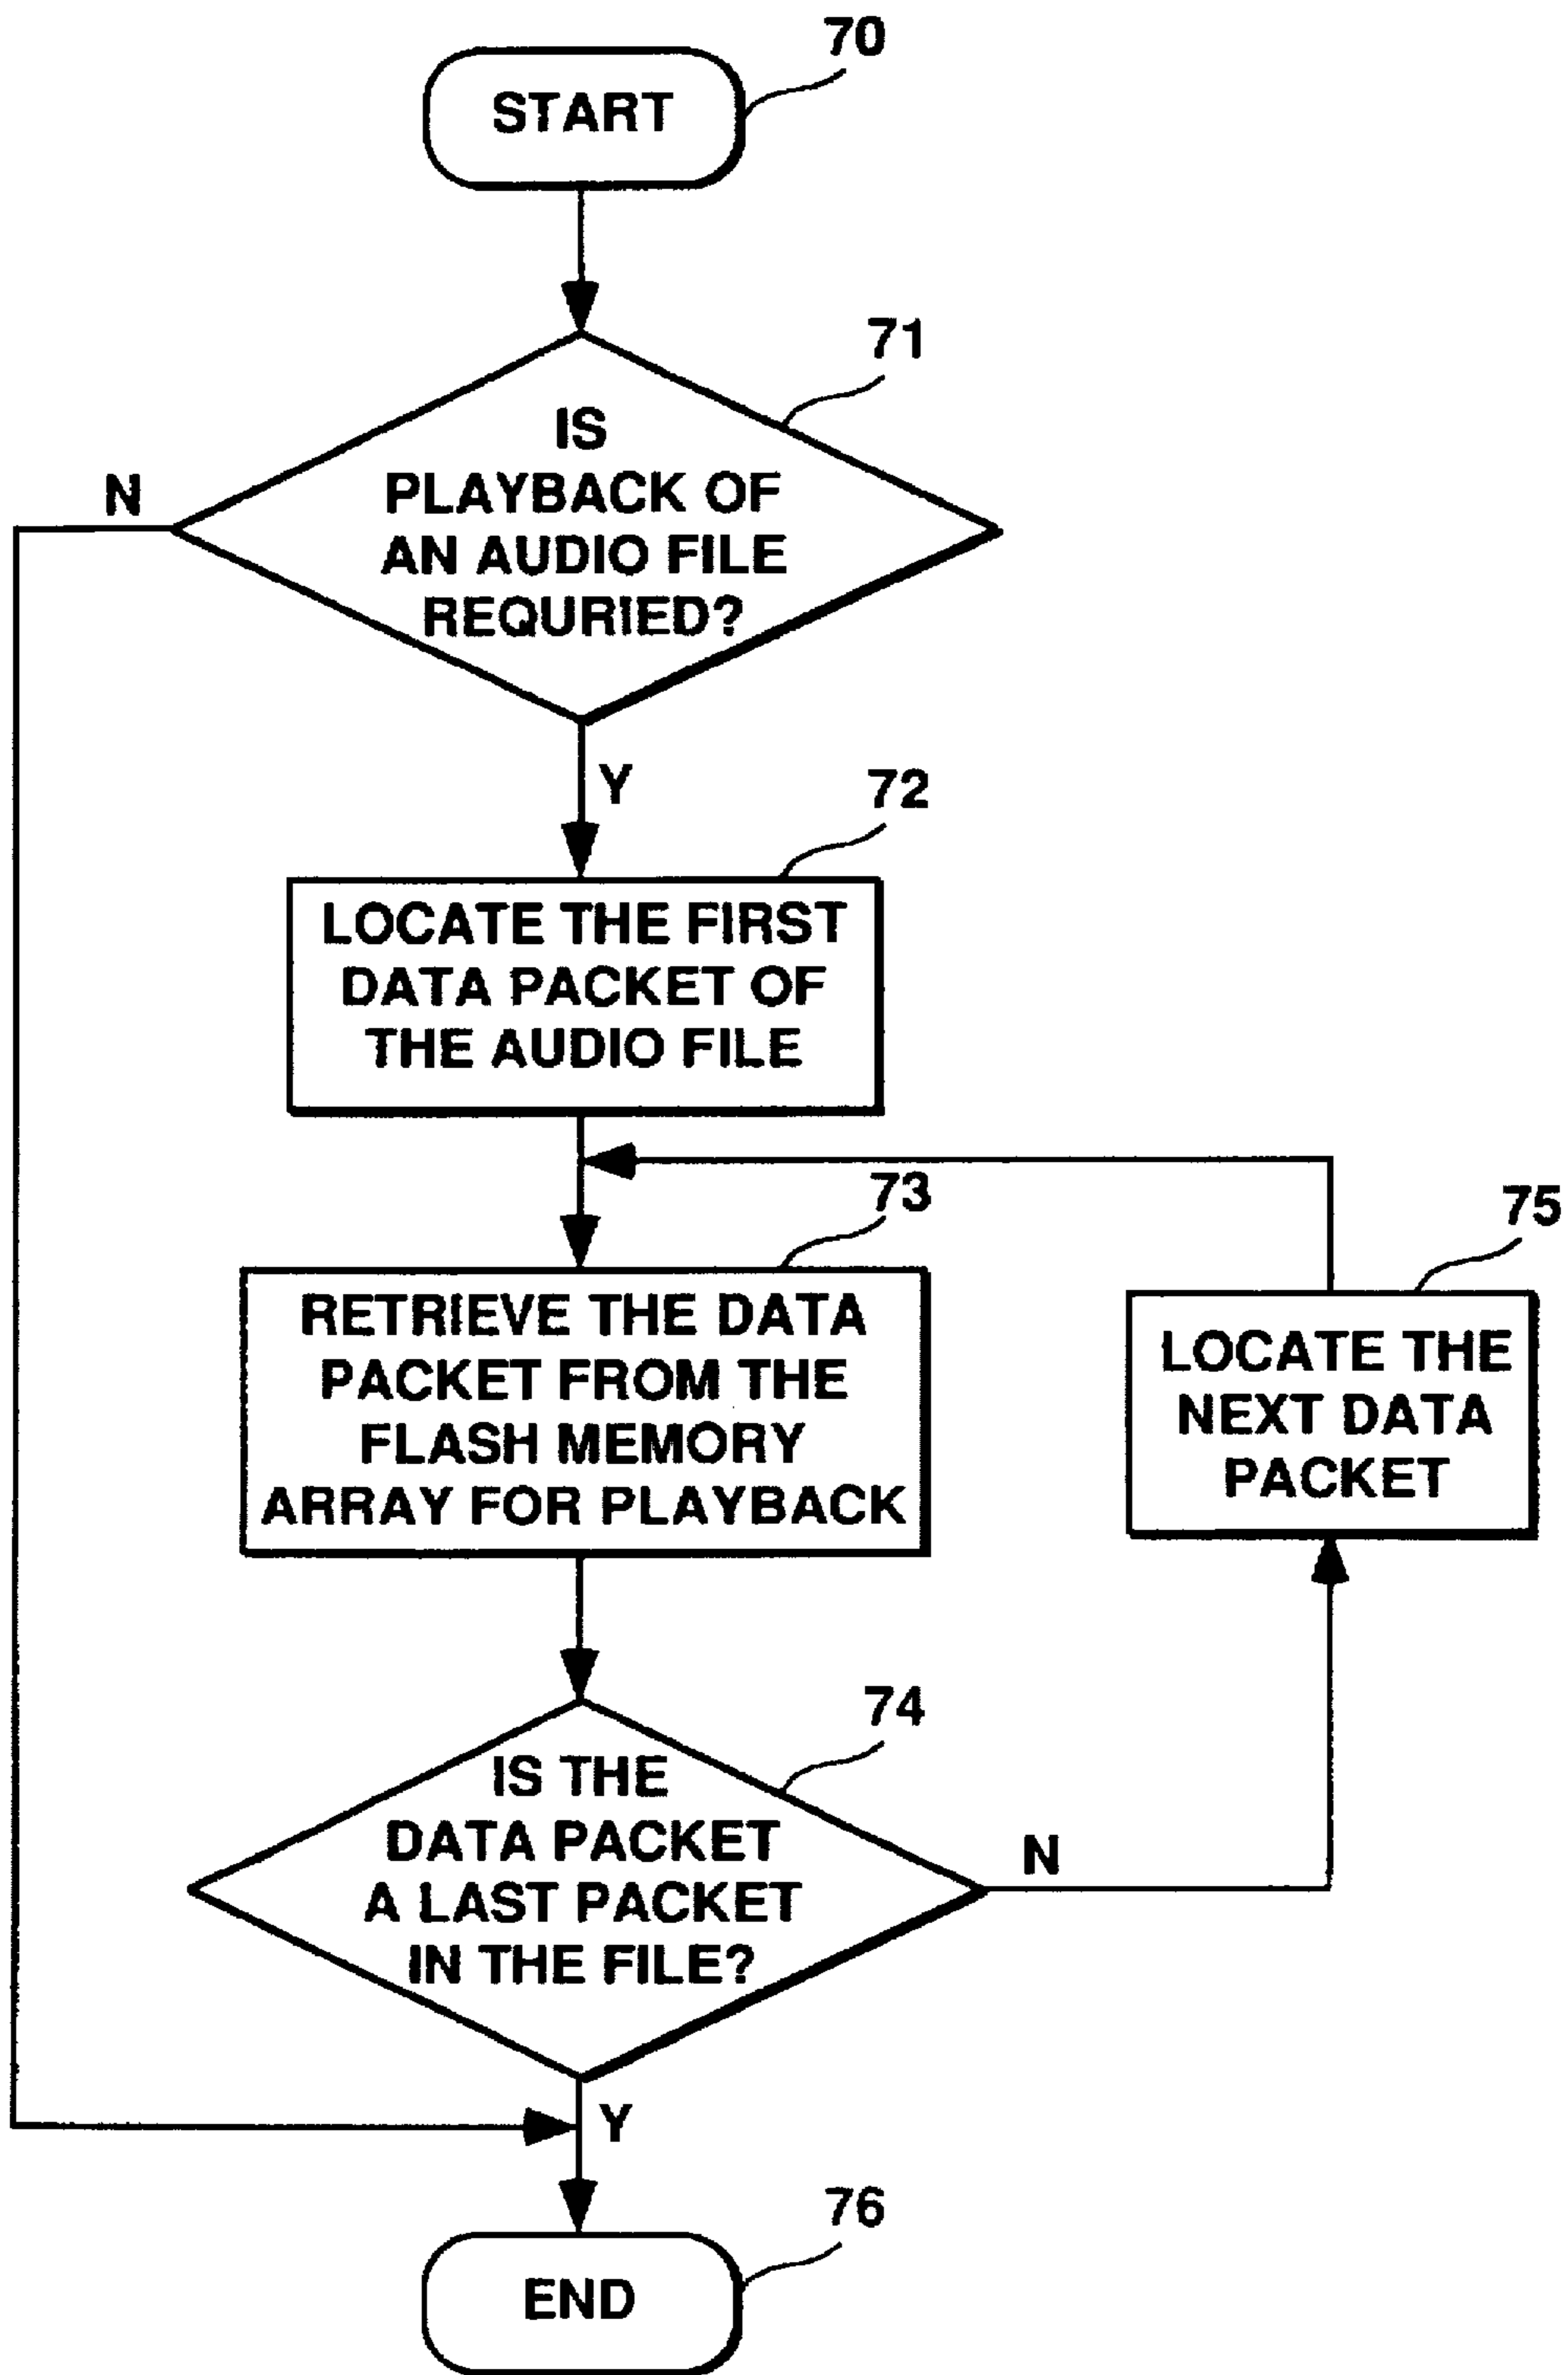 70
START
71
IS
PLAYBACK OF
AN AUDIO FILE
REQURIED?
N
Y
72
LOCATE THE FIRST
DATA PACKET OF
THE AUDIO FILE
73
RETRIEVE THE DATA
PACKET FROM THE
FLASH MEMORY
ARRAY FOR PLAYBACK
75
LOCATE THE
NEXT DATA
PACKET
74
IS THE
DATA PACKET
A LAST PACKET
IN THE FILE?
N
Y
76
END